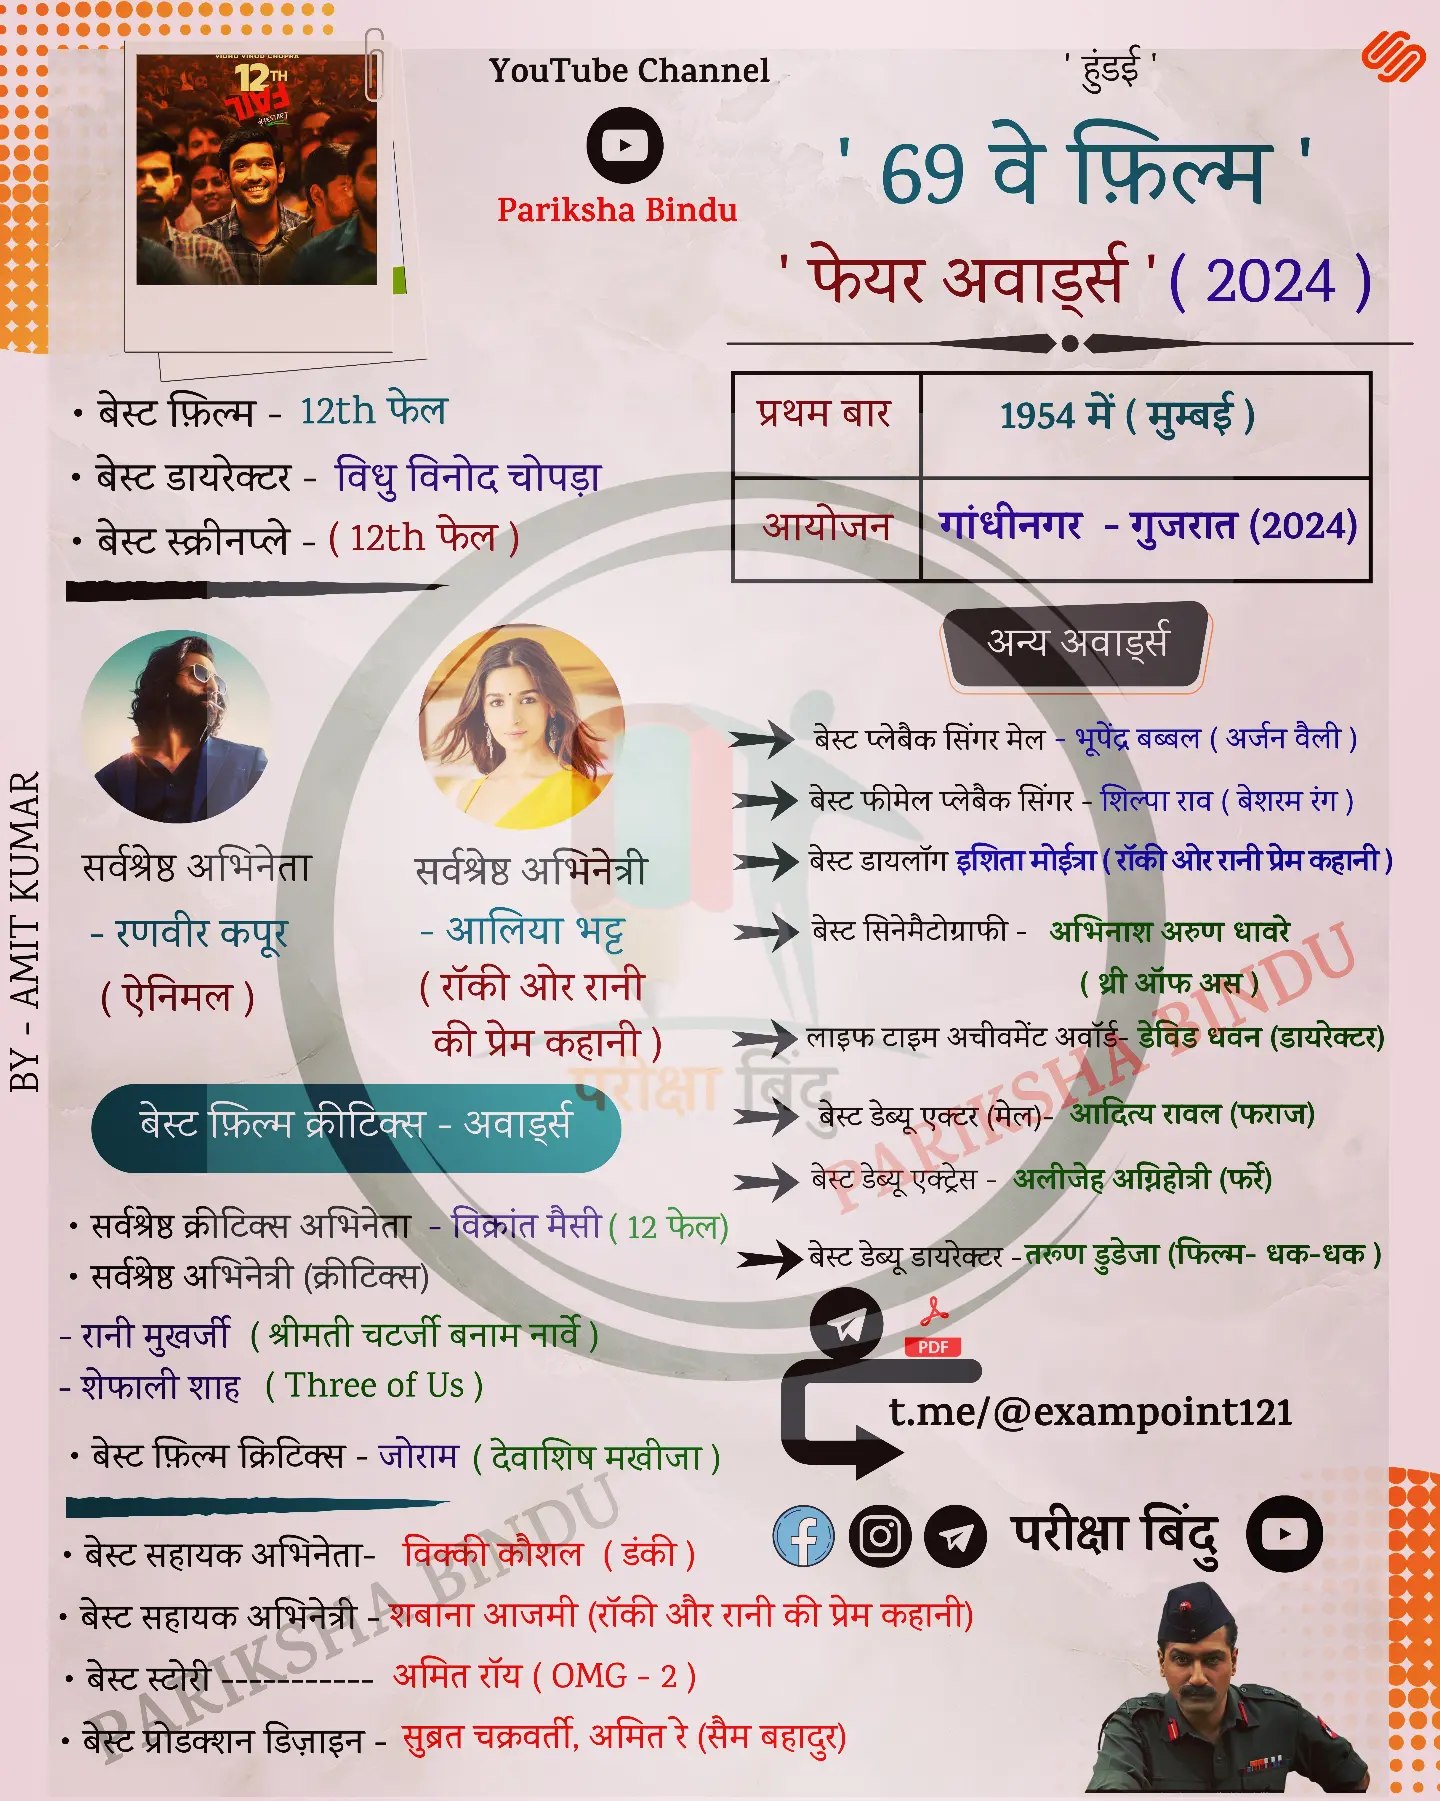 VIDHU VINOD CHOPRA
12TH
FAIL
#RESTART
YouTube Channel
Pariksha Bindu
' हुंडई '
' 69 वे फ़िल्म '
' फेयर अवार्ड्स ' ( 2024 )
प्रथम बार
1954 में ( मुम्बई )
आयोजन
गांधीनगर - गुजरात (2024)
• बेस्ट फ़िल्म - 12th फेल
• बेस्ट डायरेक्टर - विधु विनोद चोपड़ा
• बेस्ट स्क्रीनप्ले - ( 12th फेल )
सर्वश्रेष्ठ अभिनेता
- रणवीर कपूर
( ऐनिमल )
सर्वश्रेष्ठ अभिनेत्री
- आलिया भट्ट
( रॉकी ओर रानी
की प्रेम कहानी )
BY - AMIT KUMAR
बेस्ट फ़िल्म क्रीटिक्स - अवार्ड्स
• सर्वश्रेष्ठ क्रीटिक्स अभिनेता - विक्रांत मैसी ( 12 फेल)
• सर्वश्रेष्ठ अभिनेत्री (क्रीटिक्स)
- रानी मुखर्जी ( श्रीमती चटर्जी बनाम नार्वे )
- शेफाली शाह ( Three of Us )
• बेस्ट फ़िल्म क्रिटिक्स - जोराम ( देवाशिष मखीजा )
• बेस्ट सहायक अभिनेता- विक्की कौशल ( डंकी )
• बेस्ट सहायक अभिनेत्री - शबाना आजमी (रॉकी और रानी की प्रेम कहानी)
• बेस्ट स्टोरी ----------- अमित रॉय ( OMG - 2 )
• बेस्ट प्रोडक्शन डिज़ाइन - सुब्रत चक्रवर्ती, अमित रे (सैम बहादुर)
अन्य अवार्ड्स
बेस्ट प्लेबैक सिंगर मेल - भूपेंद्र बब्बल ( अर्जन वैली )
बेस्ट फीमेल प्लेबैक सिंगर - शिल्पा राव ( बेशरम रंग )
बेस्ट डायलॉग इशिता मोईत्रा ( रॉकी ओर रानी प्रेम कहानी )
बेस्ट सिनेमैटोग्राफी - अभिनाश अरुण धावरे
( थ्री ऑफ अस )
लाइफ टाइम अचीवमेंट अवॉर्ड- डेविड धवन (डायरेक्टर)
बेस्ट डेब्यू एक्टर (मेल)- आदित्य रावल (फराज)
बेस्ट डेब्यू एक्ट्रेस - अलीजेह अग्निहोत्री (फर्रे)
बेस्ट डेब्यू डायरेक्टर -तरूण डुडेजा (फिल्म- धक-धक )
PDF
t.me/@exampoint121
परीक्षा बिंदु
परीक्षा बिंदु
PARIKSHA BINDU
PARIKSHA BINDU